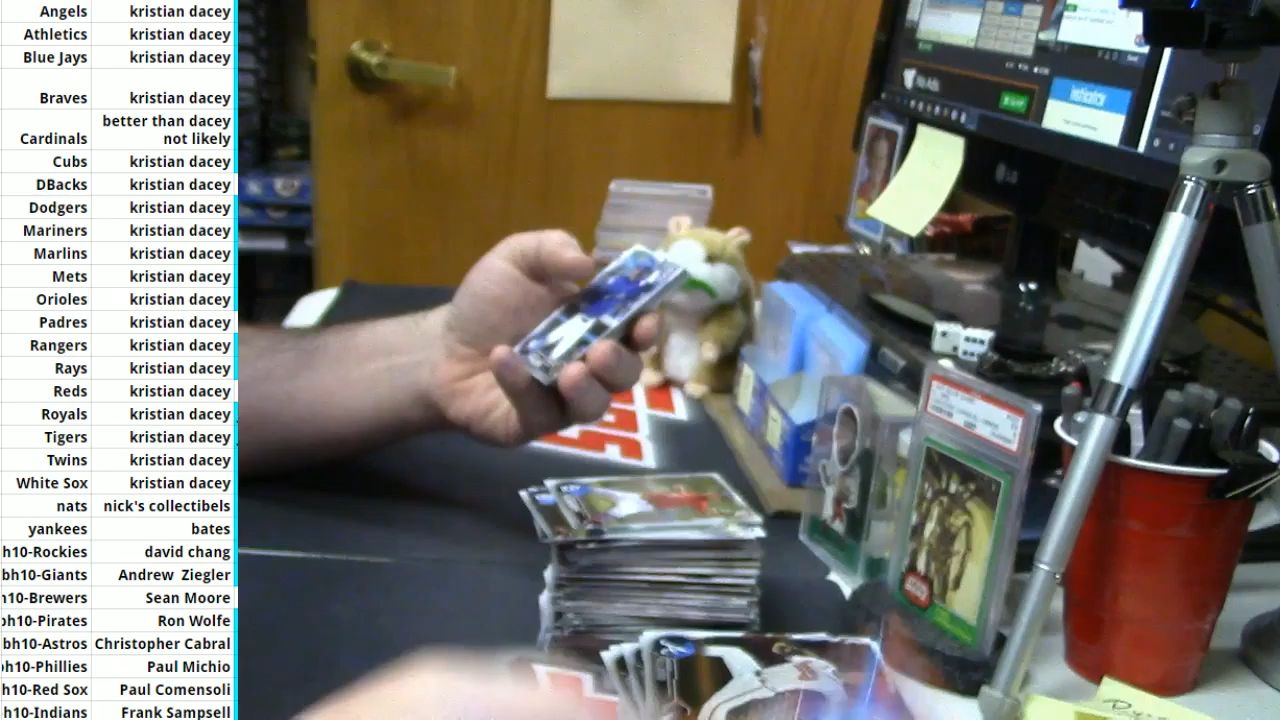 Angels kristian dacey
Athletics kristian dacey
Blue Jays kristian dacey
Braves kristian dacey
better than dacey
Cardinals not likely
Cubs kristian dacey
DBacks kristian dacey
Dodgers kristian dacey
Mariners kristian dacey
Marlins kristian dacey
Mets kristian dacey
Orioles kristian dacey
Padres kristian dacey
Rangers kristian dacey
Rays kristian dacey
Reds kristian dacey
Royals kristian dacey
Tigers kristian dacey
Twins kristian dacey
White Sox kristian dacey
nats nick's collectibels
yankees bates
h10-Rockies david chang
bh10-Giants Andrew Ziegler
10-Brewers Sean Moore
h10-Pirates Ron Wolfe
bh10-Astros Christopher Cabral
h10-Phillies Paul Michio
h10-Red Sox Paul Comensoli
h10-Indians Frank Sampsell